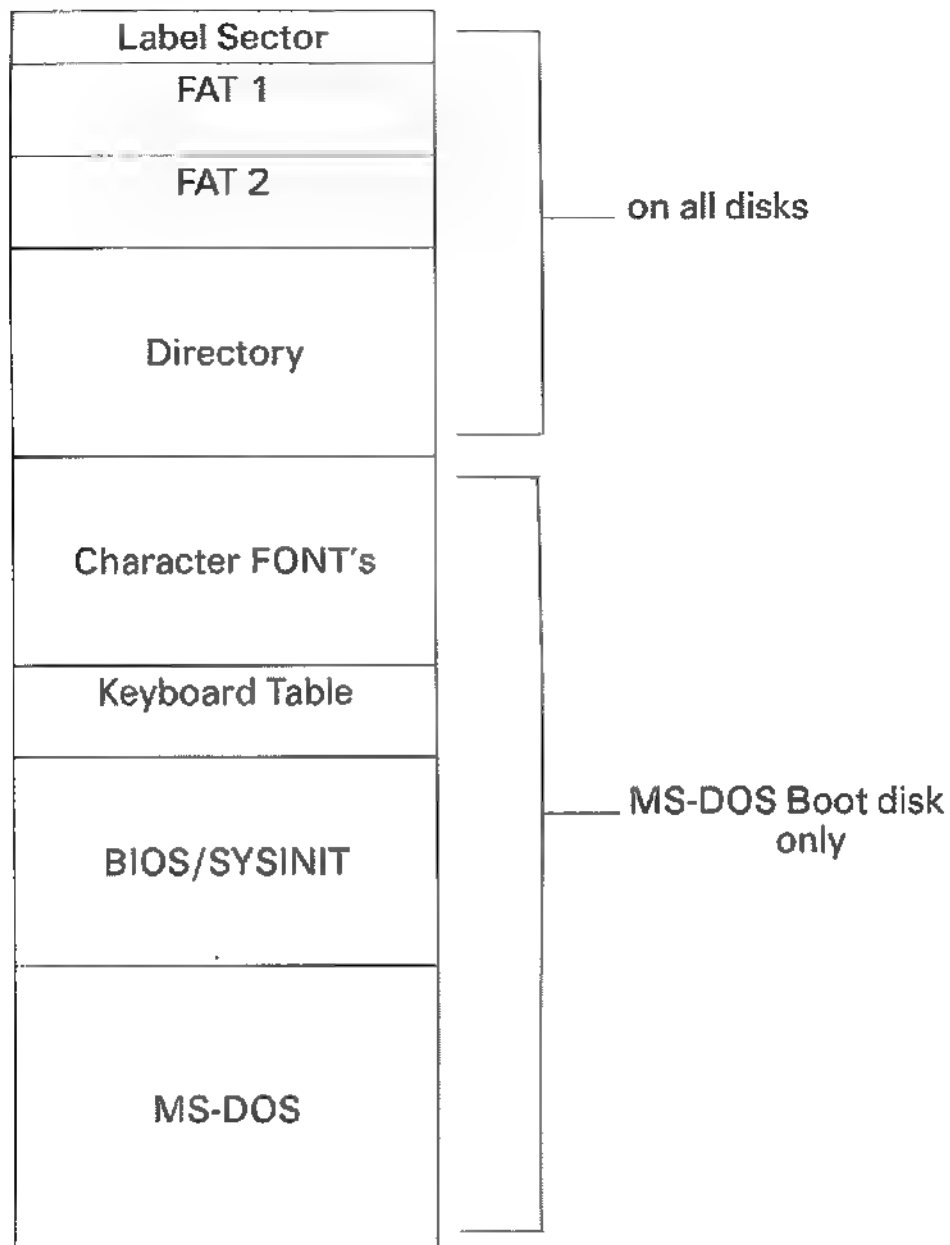 Label Sector
FAT 1
FAT 2
on all disks
Directory
Character FONT's
Keyboard Table
MS-DOS Boot disk
only
BIOS/SYSINIT
MS-DOS